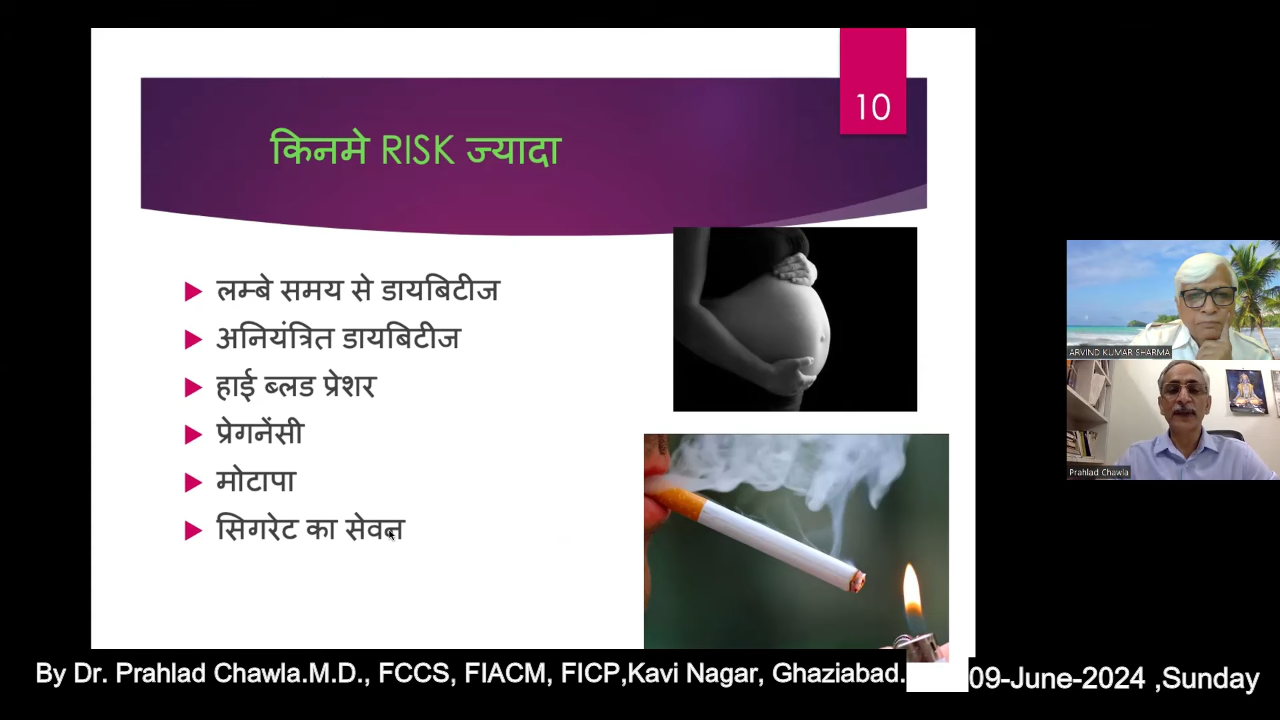 10
किनमे RISK ज्यादा
लम्बे समय से डायबिटीज
अनियंत्रित डायबिटीज
हाई ब्लड प्रेशर
प्रेगनेंसी
मोटापा
सिगरेट का सेवन
ARVIND KUMAR SHARMA
Prahlad Chawla
By Dr. Prahlad Chawla.M.D., FCCS, FIACM, FICP,Kavi Nagar, Ghaziabad.
09-June-2024 ,Sunday